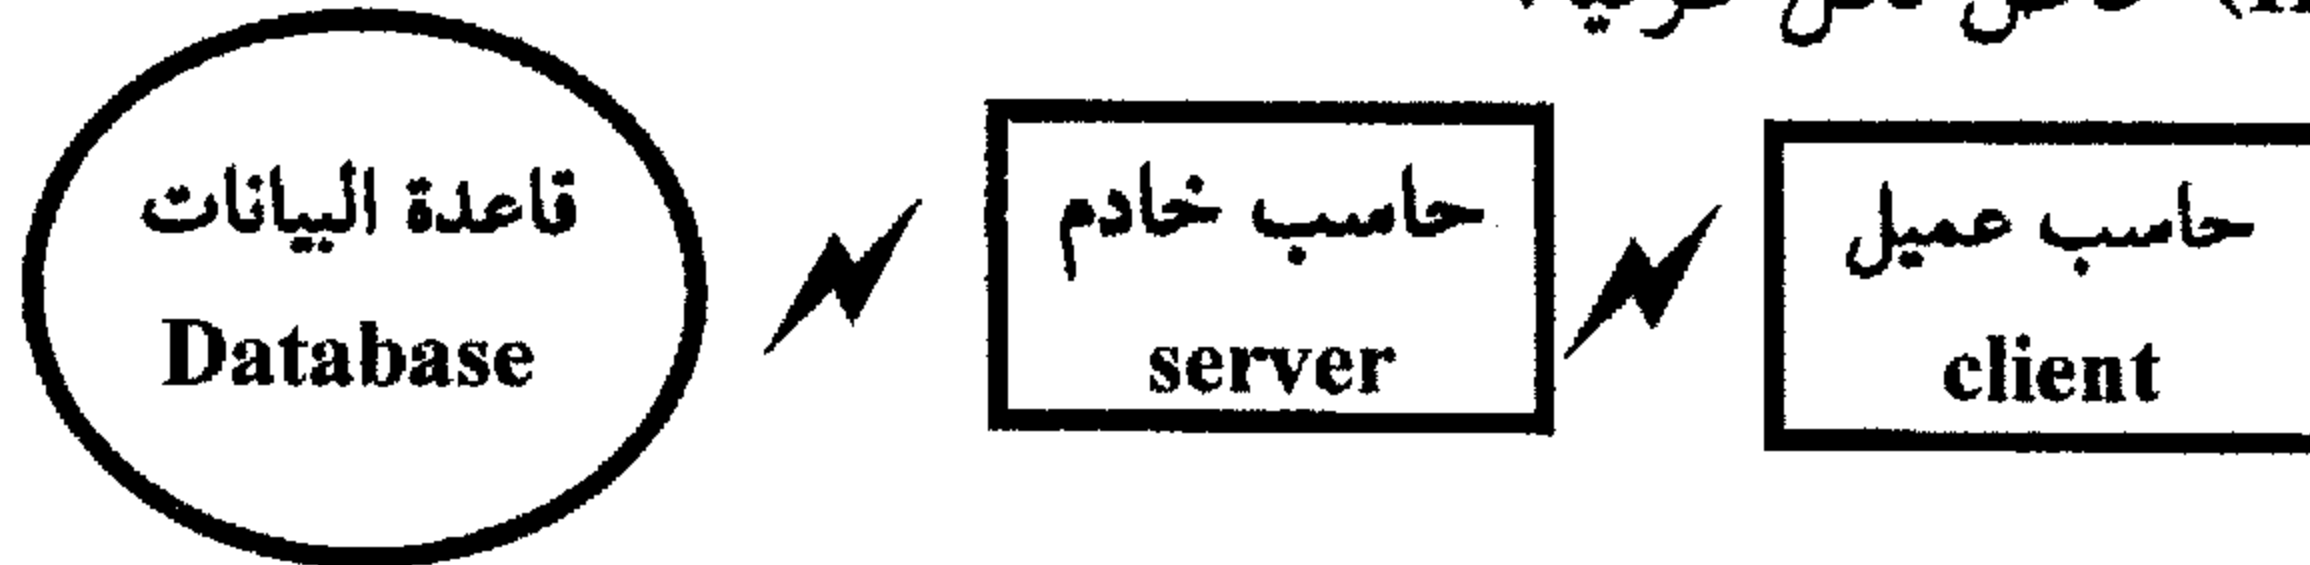 حاسب عميل
client
حاسب خادم
server
قاعدة البيانات
Database